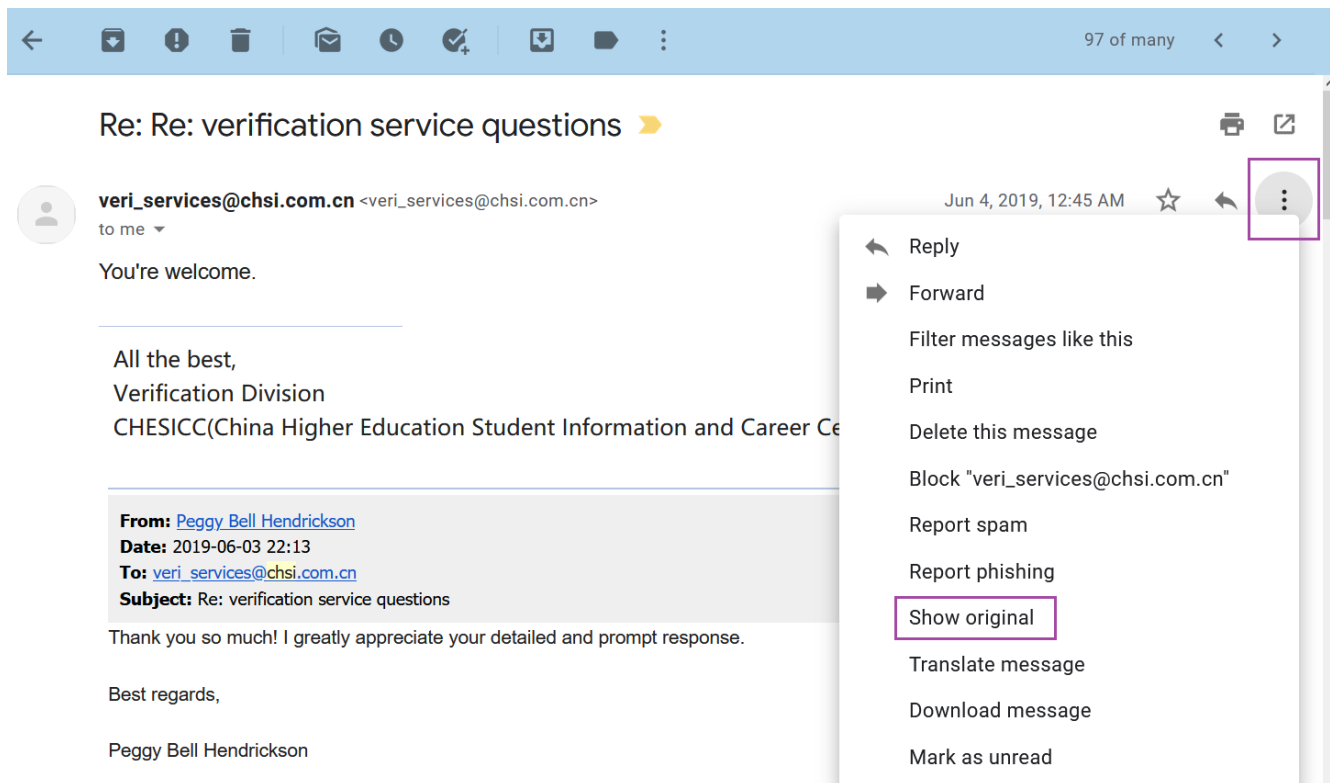 97 of many
Re: Re: verification service questions
veri_services@chsi.com.cn <veri_services@chsi.com.cn>
Jun 4, 2019, 12:45 AM
to me
You're welcome.
All the best,
Verification Division
CHESICC(China Higher Education Student Information and Career Ce
From: Peggy Bell Hendrickson
Date: 2019-06-03 22:13
To: veri_services@chsi.com.cn
Subject: Re: verification service questions
Thank you so much! I greatly appreciate your detailed and prompt response.
Best regards,
Peggy Bell Hendrickson
Reply
Forward
Filter messages like this
Print
Delete this message
Block "veri_services@chsi.com.cn"
Report spam
Report phishing
Show original
Translate message
Download message
Mark as unread